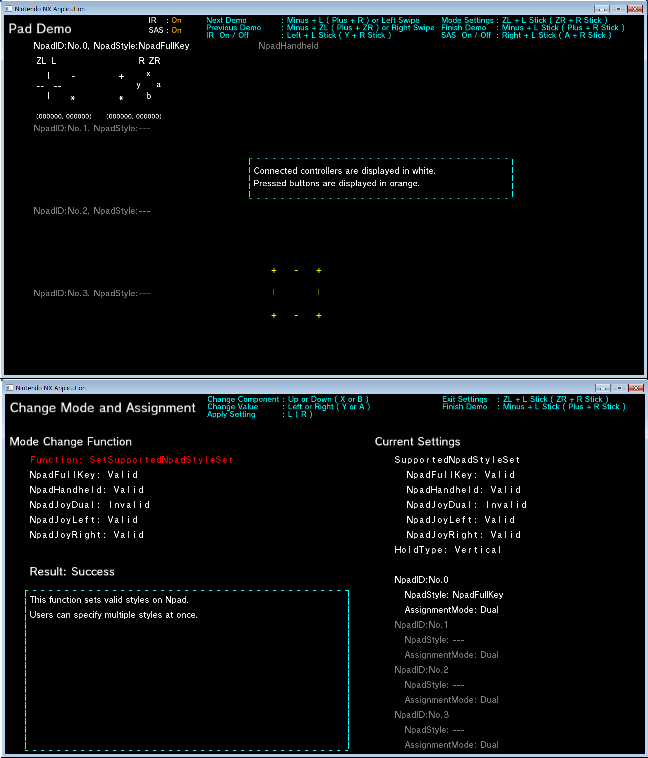 Nintendo NX Application
Pad Demo
IR : On
SAS : On
Next Demo : Minus + L ( Plus + R ) or Left Swipe
Previous Demo : Minus + ZL ( Plus + ZR ) or Right Swipe
IR On / Off : Left + L Stick ( Y + R Stick )
Mode Settings : ZL + L Stick ( ZR + R Stick )
Finish Demo : Minus + L Stick ( Plus + R Stick )
SAS On / Off : Right + L Stick ( A + R Stick )
NpadID:No.0, NpadStyle:NpadFullKey
NpadHandheld
ZL L R ZR
| - + x
-- -- y a
| * * b
(000000, 000000) (000000, 000000)
NpadID:No.1, NpadStyle:---
Connected controllers are displayed in white.
Pressed buttons are displayed in orange.
NpadID:No.2, NpadStyle:---
+ - +
| |
NpadID:No.3, NpadStyle:---
+ - +
Nintendo NX Application
Change Mode and Assignment
Change Component : Up or Down ( X or B )
Change Value : Left or Right ( Y or A )
Apply Setting : L ( R )
Exit Settings : ZL + L Stick ( ZR + R Stick )
Finish Demo : Minus + L Stick ( Plus + R Stick )
Mode Change Function
Function: SetSupportedNpadStyleSet
NpadFullKey: Valid
NpadHandheld: Valid
NpadJoyDual: Invalid
NpadJoyLeft: Valid
NpadJoyRight: Valid
Result: Success
This function sets valid styles on Npad.
Users can specify multiple styles at once.
Current Settings
SupportedNpadStyleSet
NpadFullKey: Valid
NpadHandheld: Valid
NpadJoyDual: Invalid
NpadJoyLeft: Valid
NpadJoyRight: Valid
HoldType: Vertical
NpadID:No.0
NpadStyle: NpadFullKey
AssignmentMode: Dual
NpadID:No.1
NpadStyle: ---
AssignmentMode: Dual
NpadID:No.2
NpadStyle: ---
AssignmentMode: Dual
NpadID:No.3
NpadStyle: ---
AssignmentMode: Dual